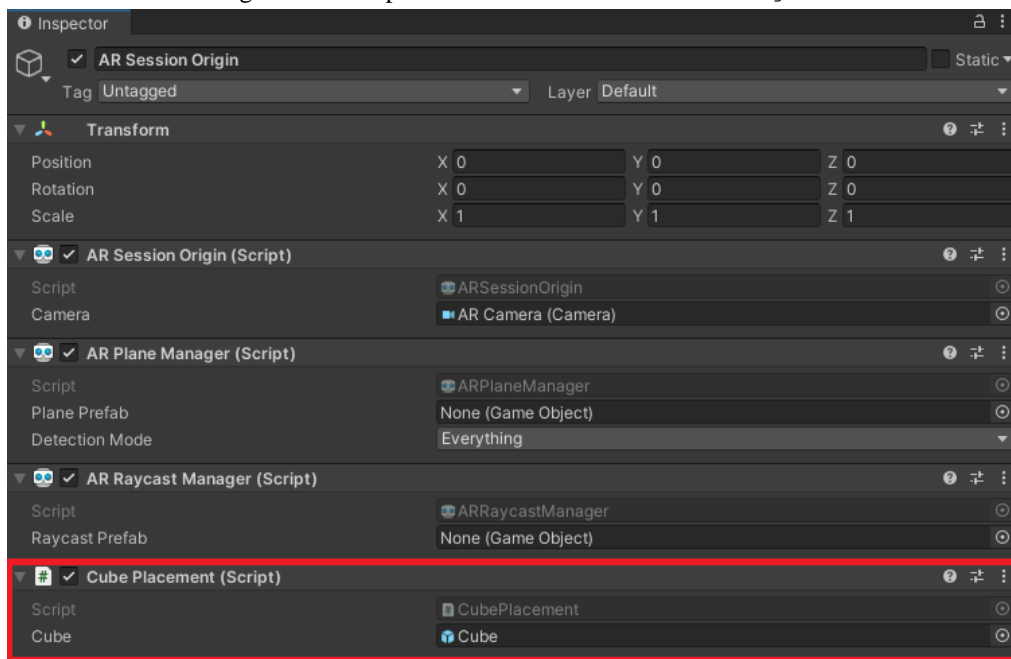 Inspector
AR Session Origin Static
Tag Untagged Layer Default
Transform
Position X 0 Y 0 Z 0
Rotation X 0 Y 0 Z 0
Scale X 1 Y 1 Z 1
AR Session Origin (Script)
Script ARSessionOrigin
Camera AR Camera (Camera)
AR Plane Manager (Script)
Script ARPlaneManager
Plane Prefab None (Game Object)
Detection Mode Everything
AR Raycast Manager (Script)
Script ARRaycastManager
Raycast Prefab None (Game Object)
# Cube Placement (Script)
Script # CubePlacement
Cube Cube